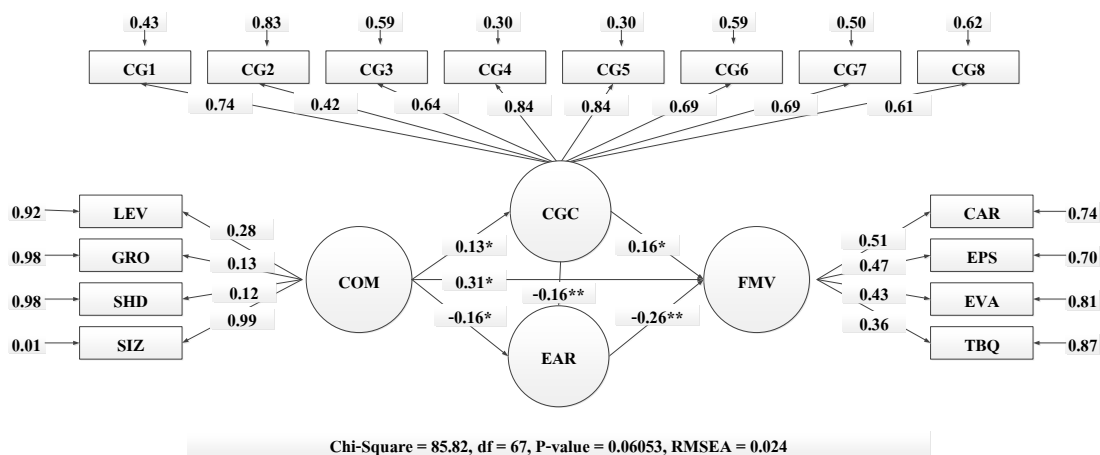 0.43 0.83 0.59 0.30 0.30 0.59 0.50 0.62
CG1 CG2 CG3 CG4 CG5 CG6 CG7 CG8
0.74 0.42 0.64 0.84 0.84 0.69 0.69 0.61
CGC
0.92 LEV CAR 0.74
0.28 0.51
0.98 GRO 0.13 0.13* 0.16* 0.47 EPS 0.70
COM 0.31* FMV
0.98 SHD 0.12 -0.16** 0.43 EVA 0.81
-0.16* -0.26**
0.01 SIZ 0.99 0.36 TBQ 0.87
EAR
Chi-Square = 85.82, df = 67, P-value = 0.06053, RMSEA = 0.024